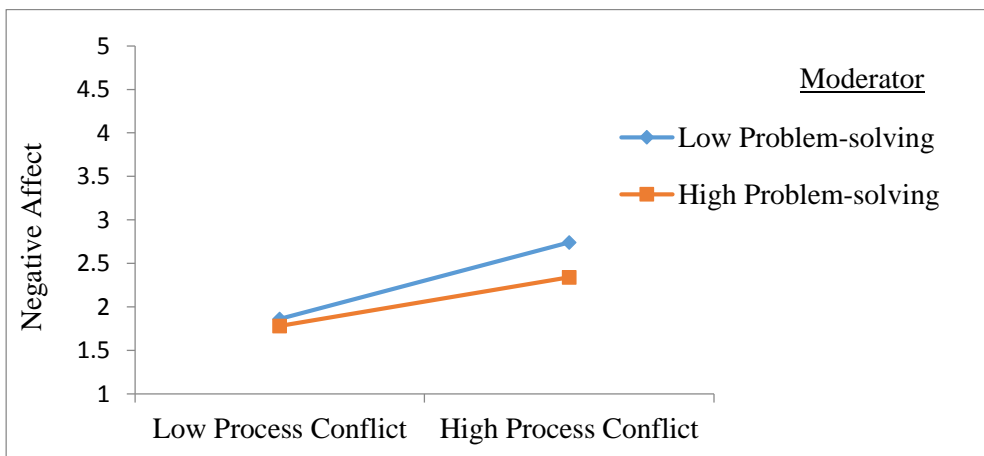 5
4.5
4
3.5
3
2.5
2
1.5
1
Negative Affect
Low Process Conflict
High Process Conflict
Moderator
Low Problem-solving
High Problem-solving